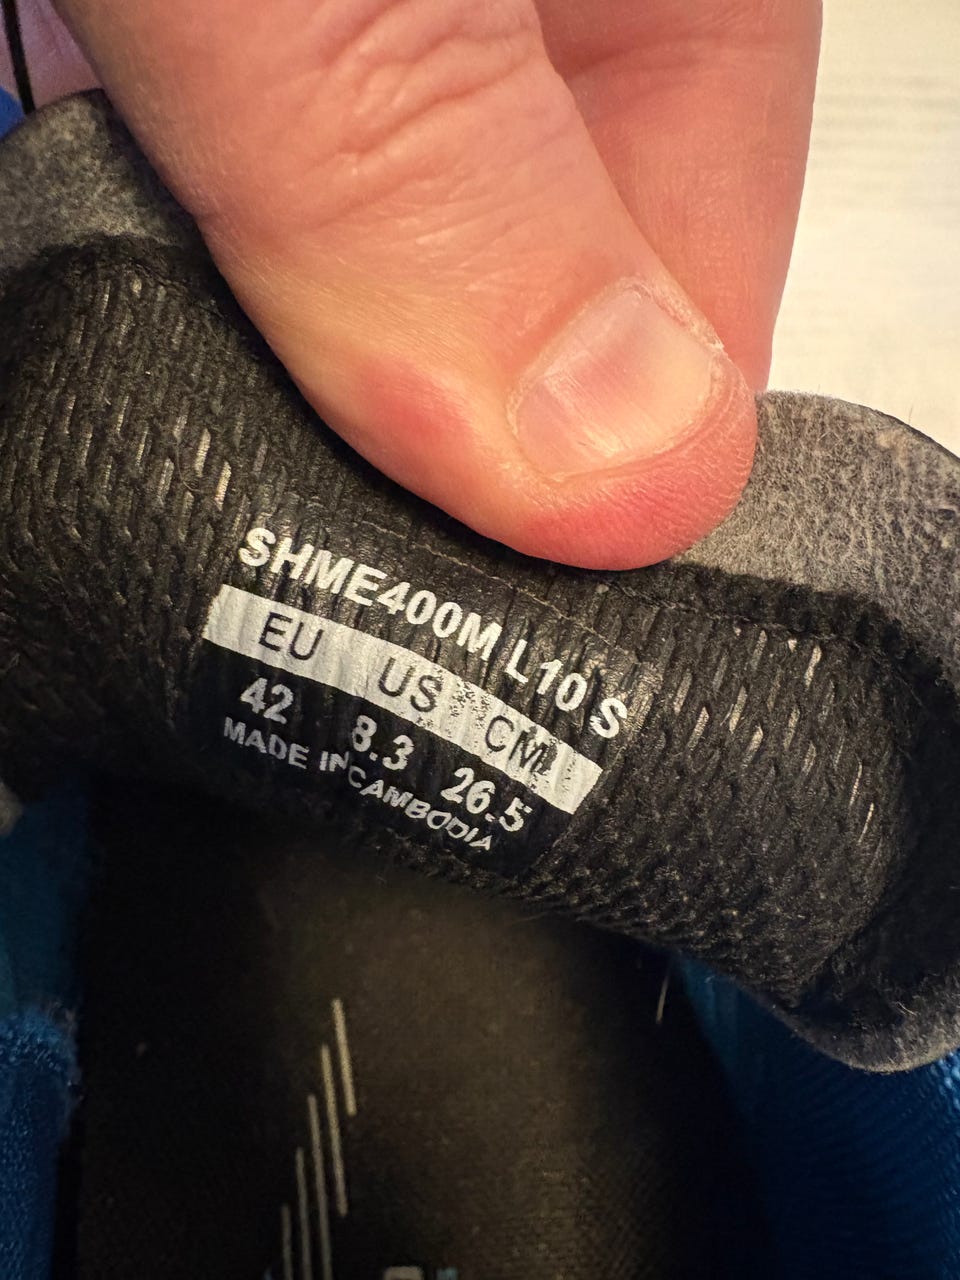 SHME400M L10 S
EU US CM
42 8.3 26.5
MADE IN CAMBODIA